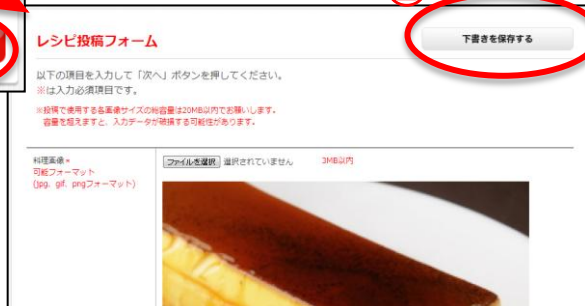 レシピ投稿フォーム
下書きを保存する
以下の項目を入力して「次へ」ボタンを押してください。
※は入力必須項目です。
※投稿で使用する各画像サイズの総容量は20MB以内でお願いします。
容量を超えますと、入力データが破損する可能性があります。
料理画像※
可能フォーマット
(jpg、gif、pngフォーマット)
ファイルを選択 選択されていません 3MB以内